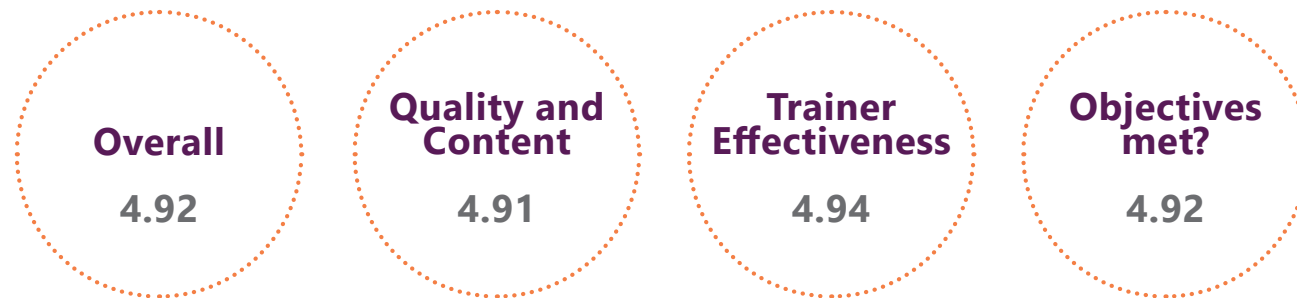 Overall
4.92
Quality and
Content
4.91
Trainer
Effectiveness
4.94
Objectives
met?
4.92